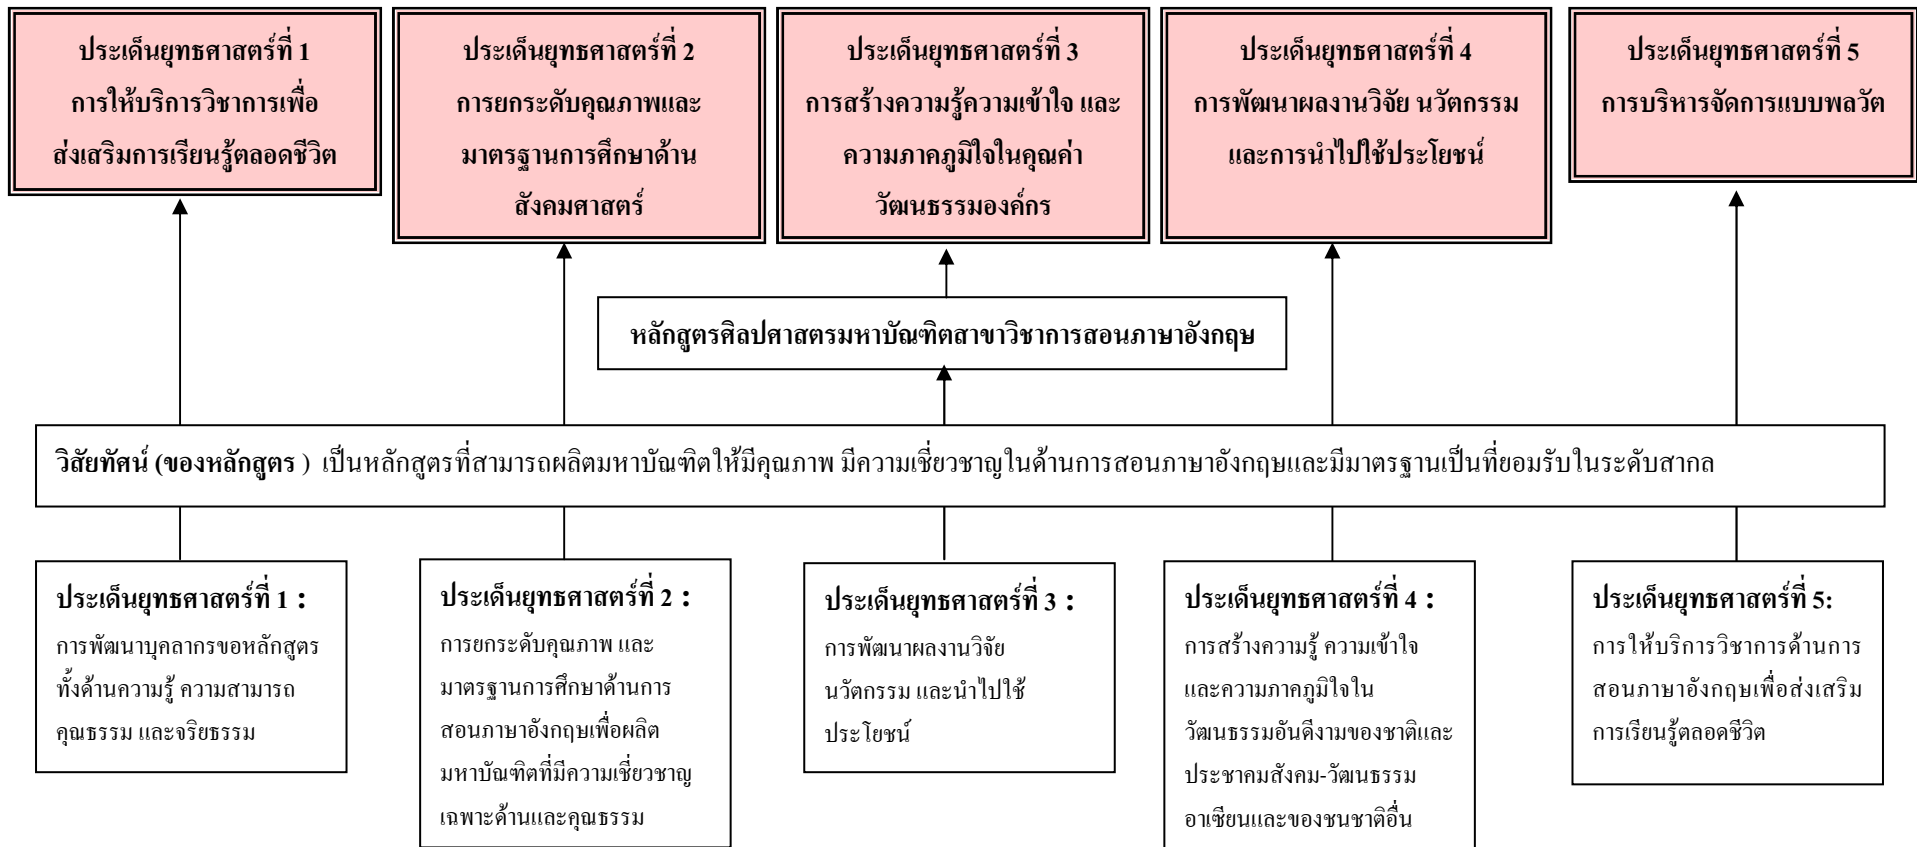 ประเด็นยุทธศาสตร์ที่ 1
การให้บริการวิชาการเพื่อ
ส่งเสริมการเรียนรู้ตลอดชีวิต
ประเด็นยุทธศาสตร์ที่ 2
การยกระดับคุณภาพและ
มาตรฐานการศึกษาด้าน
สังคมศาสตร์
ประเด็นยุทธศาสตร์ที่ 3
การสร้างความรู้ความเข้าใจ และ
ความภาคภูมิใจในคุณค่า
วัฒนธรรมองค์กร
ประเด็นยุทธศาสตร์ที่ 4
การพัฒนาผลงานวิจัย นวัตกรรม
และการนำไปใช้ประโยชน์
ประเด็นยุทธศาสตร์ที่ 5
การบริหารจัดการแบบพลวัต
หลักสูตรศิลปศาสตรมหาบัณฑิตสาขาวิชาการสอนภาษาอังกฤษ
วิสัยทัศน์ (ของหลักสูตร ) เป็นหลักสูตรที่สามารถผลิตมหาบัณฑิตให้มีคุณภาพ มีความเชี่ยวชาญในด้านการสอนภาษาอังกฤษและมีมาตรฐานเป็นที่ยอมรับในระดับสากล
ประเด็นยุทธศาสตร์ที่ 1 :
การพัฒนาบุคลากรขอหลักสูตร
ทั้งด้านความรู้ ความสามารถ
คุณธรรม และจริยธรรม
ประเด็นยุทธศาสตร์ที่ 2 :
การยกระดับคุณภาพ และ
มาตรฐานการศึกษาด้านการ
สอนภาษาอังกฤษเพื่อผลิต
มหาบัณฑิตที่มีความเชี่ยวชาญ
เฉพาะด้านและคุณธรรม
ประเด็นยุทธศาสตร์ที่ 3 :
การพัฒนาผลงานวิจัย
นวัตกรรม และนำไปใช้
ประโยชน์
ประเด็นยุทธศาสตร์ที่ 4 :
การสร้างความรู้ ความเข้าใจ
และความภาคภูมิใจใน
วัฒนธรรมอันดีงามของชาติและ
ประชาคมสังคม-วัฒนธรรม
อาเซียนและของชนชาติอื่น
ประเด็นยุทธศาสตร์ที่ 5:
การให้บริการวิชาการด้านการ
สอนภาษาอังกฤษเพื่อส่งเสริม
การเรียนรู้ตลอดชีวิต